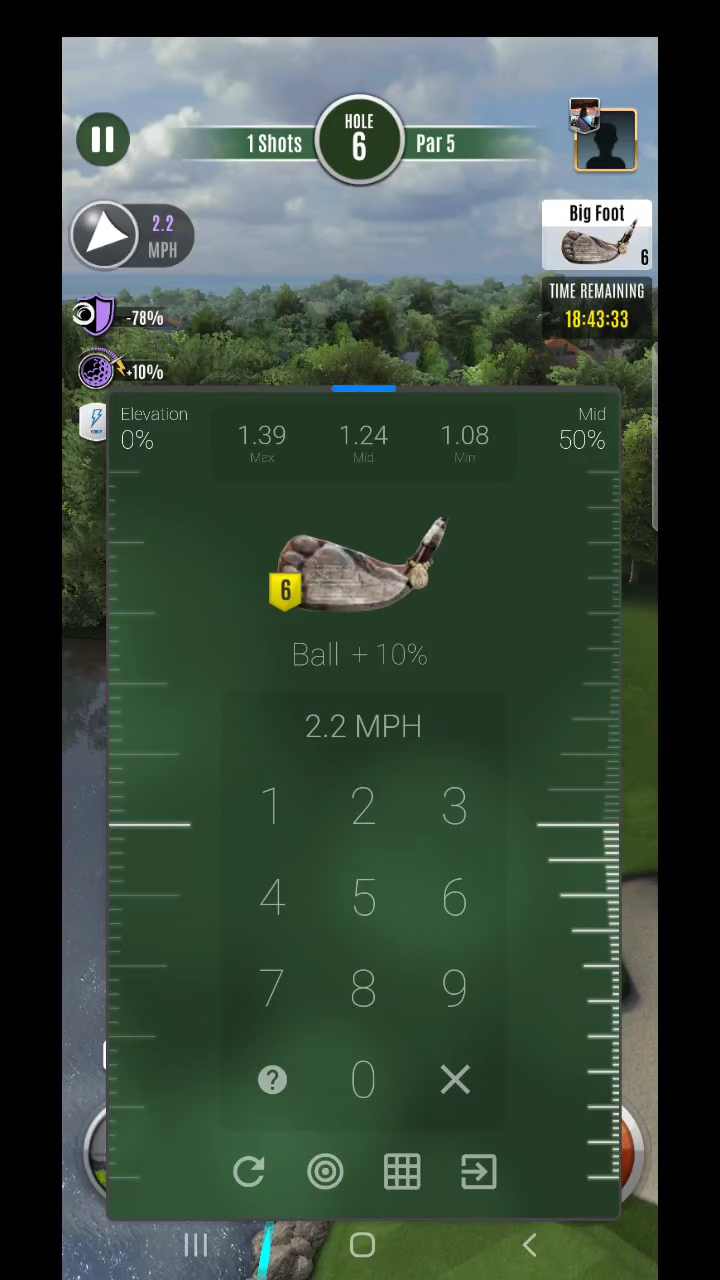 HOLE
6
1 Shots
Par 5
2.2
MPH
Big Foot
6
TIME REMAINING
18:43:33
-78%
+10%
Elevation
0%
1.39
Max
1.24
Mid
1.08
Min
Mid
50%
6
Ball + 10%
2.2 MPH
1 2 3
4 5 6
7 8 9
? 0